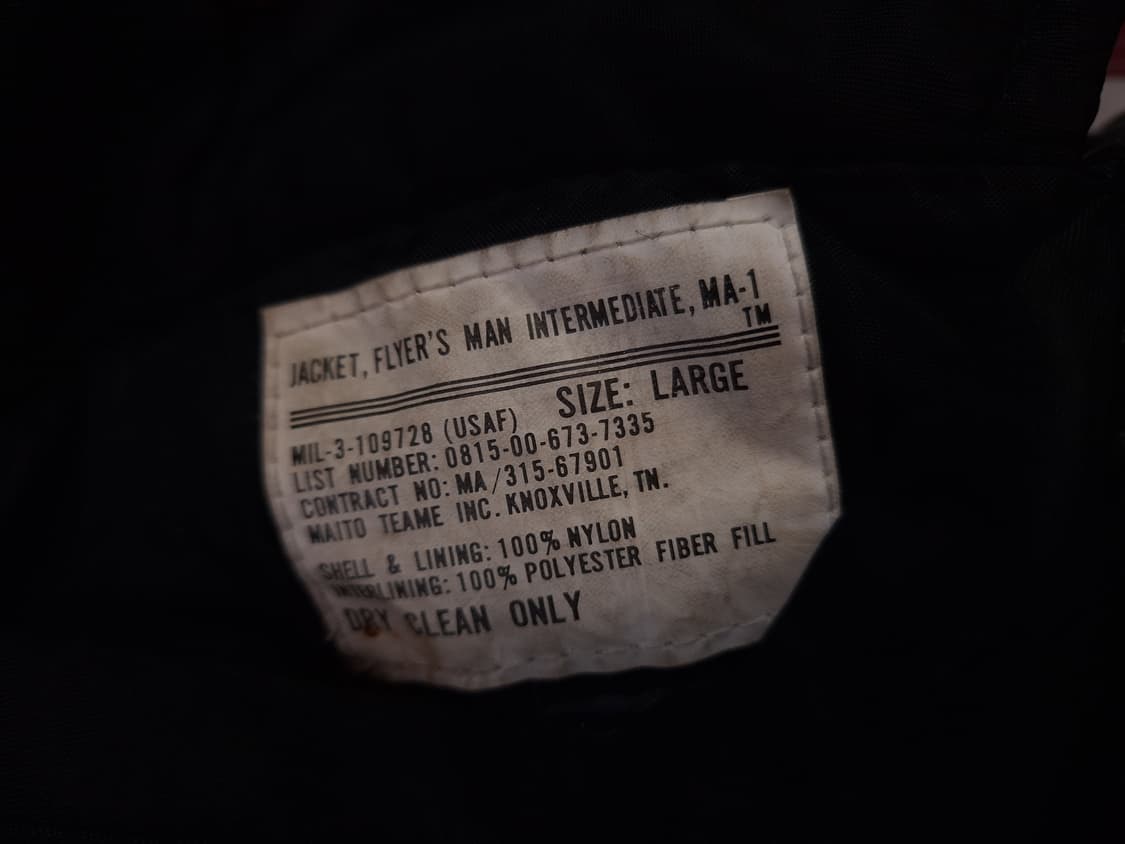 JACKET, FLYER'S MAN INTERMEDIATE, MA-1
TM
SIZE: LARGE
MIL-3-109728 (USAF)
LIST NUMBER: 0815-00-673-7335
CONTRACT NO: MA/315-67901
MAITO TEAME INC. KNOXVILLE, TN.
SHELL & LINING: 100% NYLON
INTERLINING: 100% POLYESTER FIBER FILL
DRY CLEAN ONLY